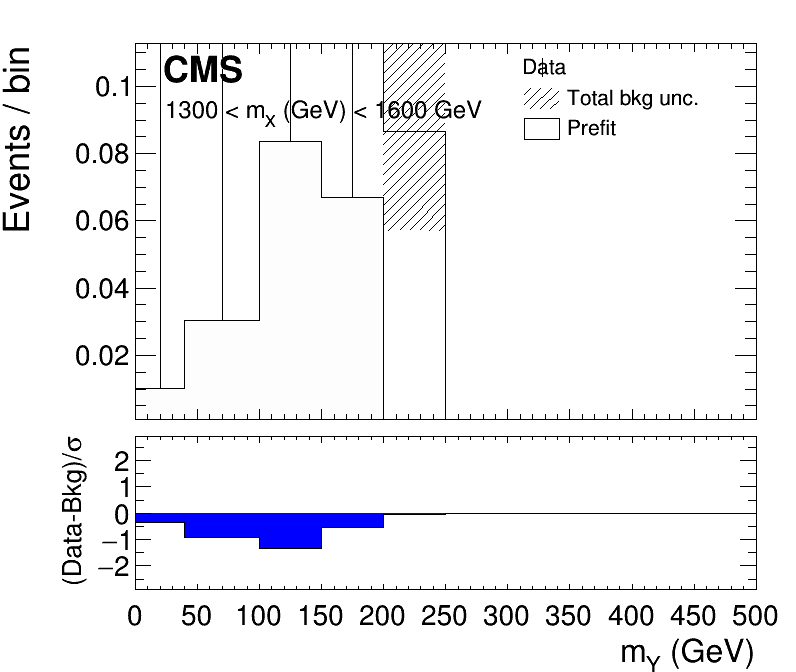 CMS
1300 < mX (GeV) < 1600 GeV
Data
Total bkg unc.
Prefit
Events / bin
0.1
0.08
0.06
0.04
0.02
(Data-Bkg)/σ
2
1
0
−1
−2
0 50 100 150 200 250 300 350 400 450 500
mY (GeV)